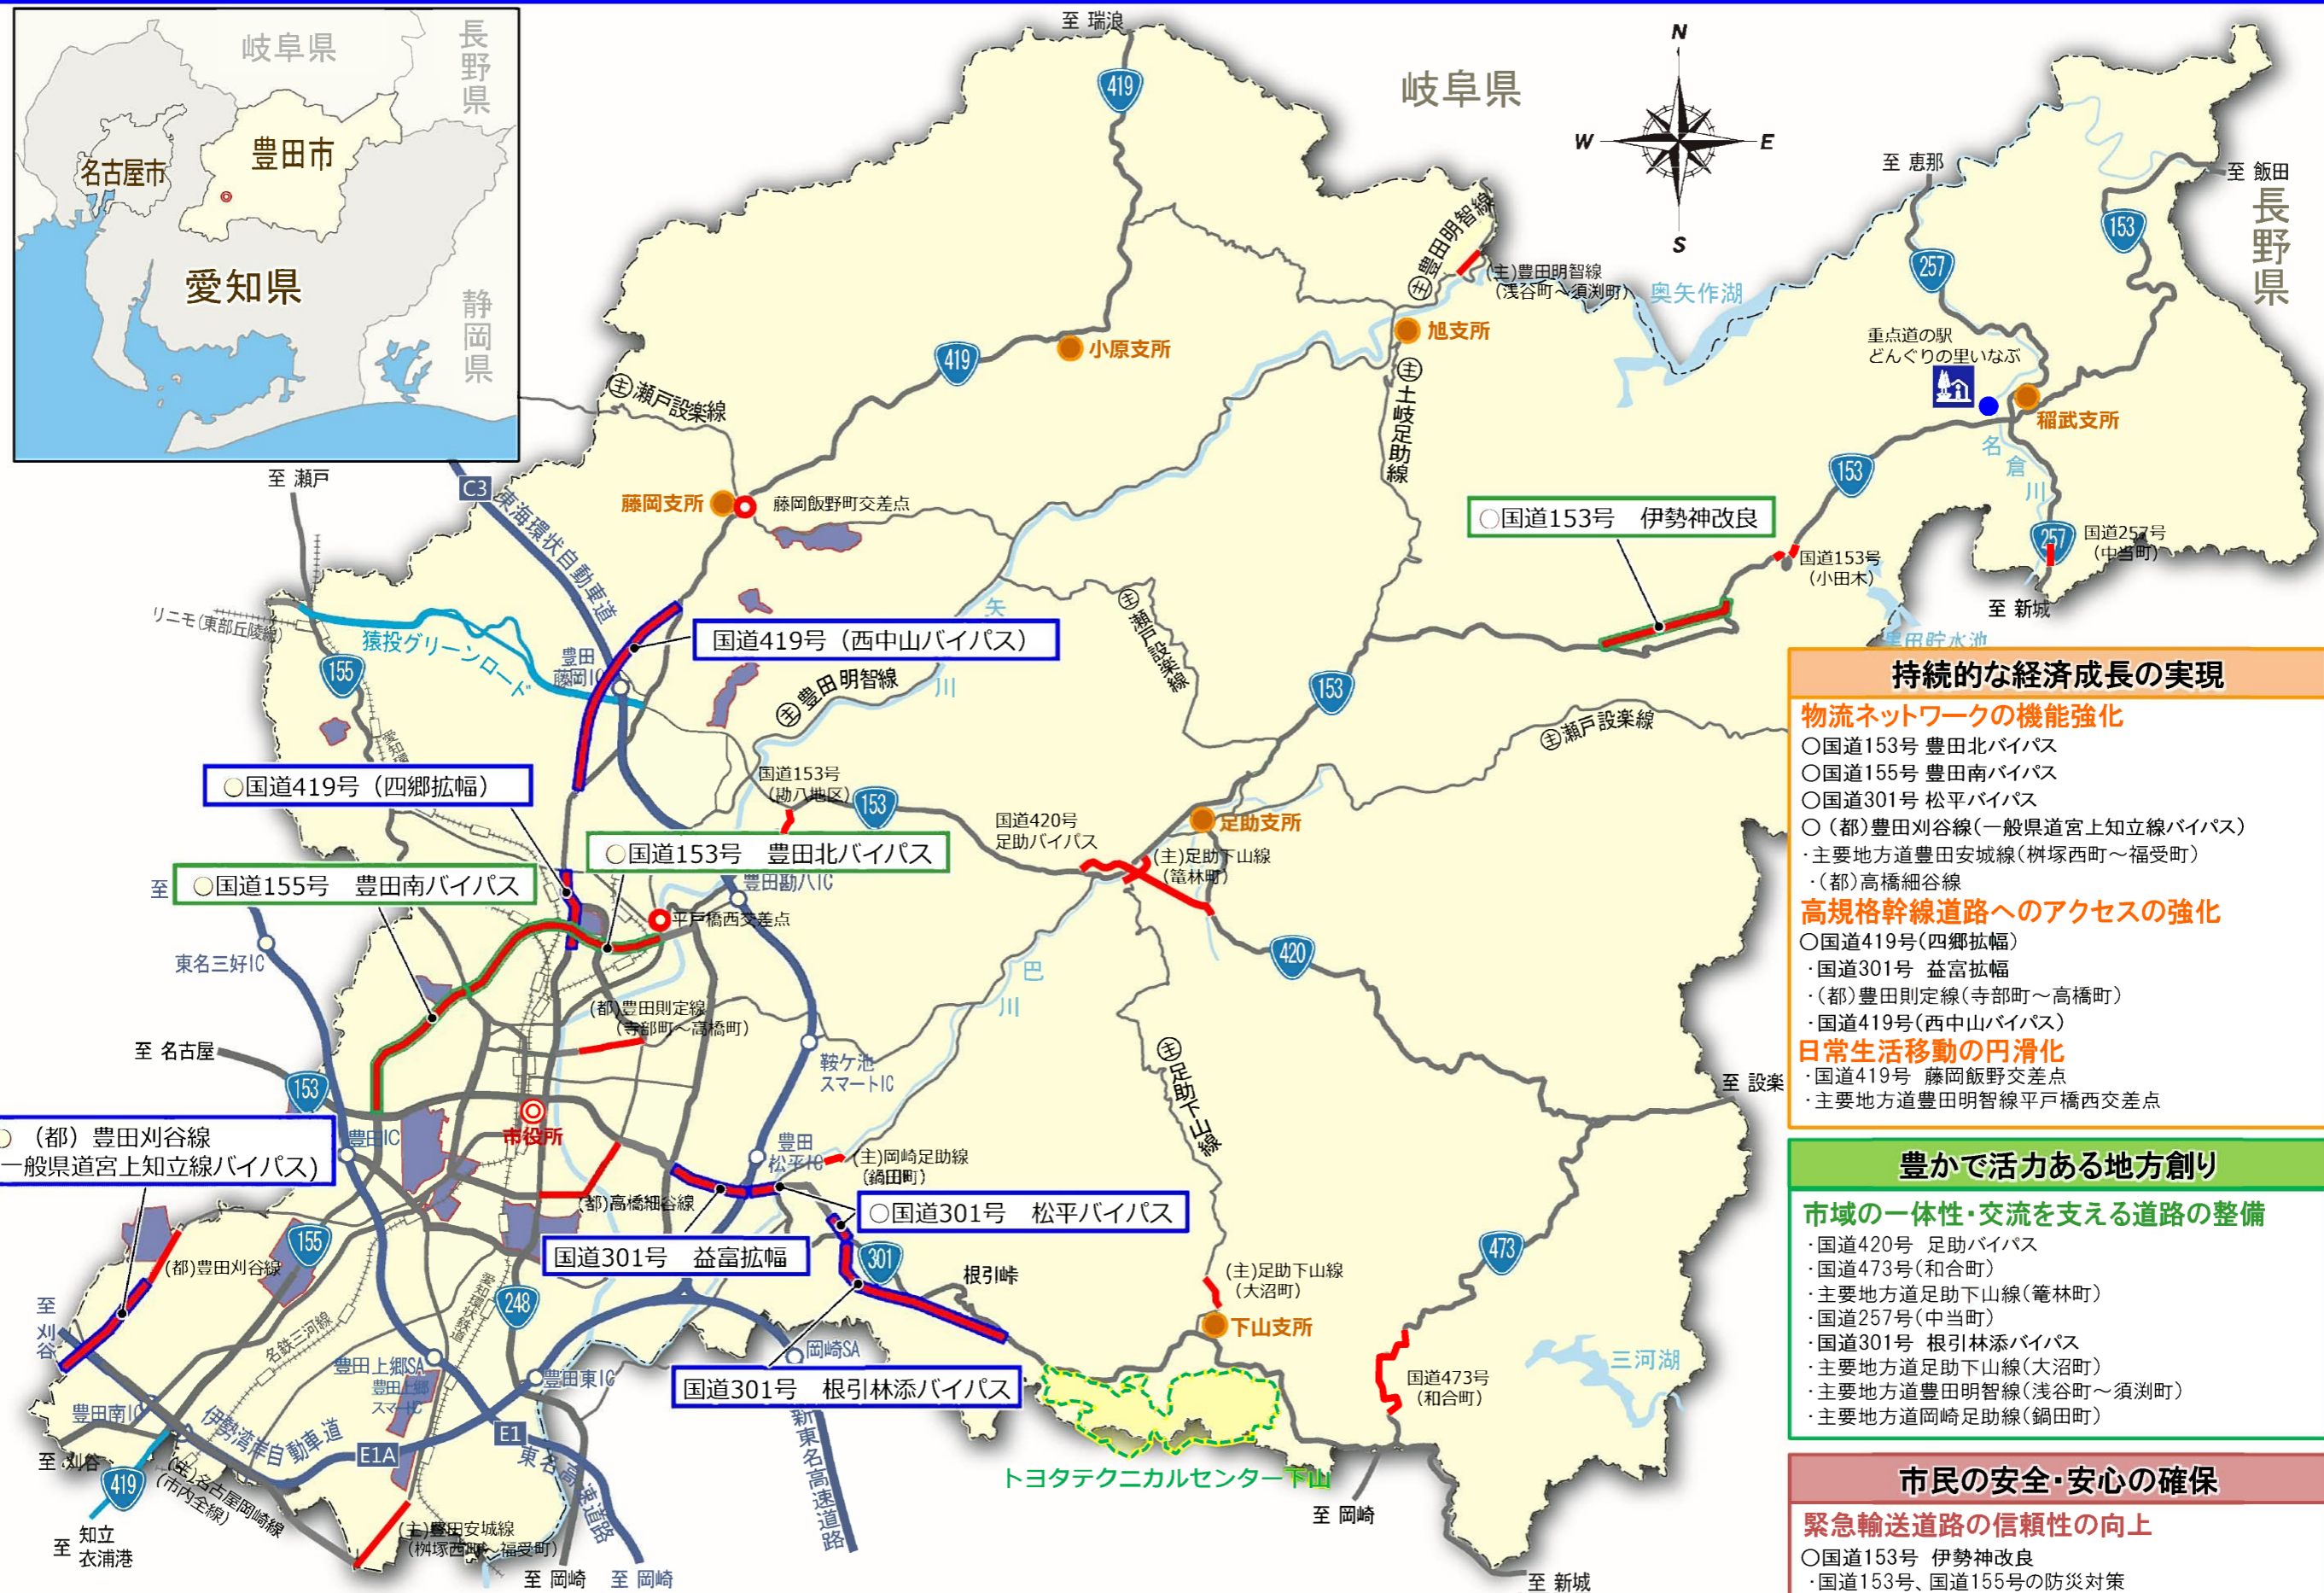 岐阜県
長野県
名古屋市
豊田市
愛知県
静岡県
至 瑞浪
419
岐阜県
N
W
E
S
至 恵那
至 飯田
長野県
153
257
㊟豊田明智線
(主)豊田明智線
(浅谷町～須渕町)
奥矢作湖
旭支所
小原支所
419
重点道の駅
どんぐりの里いなぶ
稲武支所
名倉川
主 瀬戸設楽線
主 土岐足助線
至 瀬戸
C3
東海環状自動車道
藤岡支所
藤岡飯野町交差点
153
○国道153号 伊勢神改良
国道153号
(小田木)
257
国道257号
(中当町)
至 新城
黒田貯水池
リニモ(東部丘陵線)
猿投グリーンロード
155
豊田
藤岡IC
国道419号（西中山バイパス）
矢
川
主 豊田明智線
主 瀬戸設楽線
153
主 瀬戸設楽線
○国道419号（四郷拡幅）
国道153号
(勘八地区)
153
国道420号
足助バイパス
足助支所
(主)足助下山線
(篭林町)
○国道153号 豊田北バイパス
豊田勘八IC
至
○国道155号 豊田南バイパス
平戸橋西交差点
東名三好IC
420
巴川
(都)豊田則定線
(寺部町～高橋町)
至 名古屋
153
鞍ケ池
スマートIC
主 足助下山線
至 設楽
市役所
豊田IC
○（都）豊田刈谷線
一般県道宮上知立線バイパス)
豊田
松平IC
(主)岡崎足助線
(鍋田町)
(都)高橋細谷線
○国道301号 松平バイパス
国道301号 益富拡幅
301
根引峠
155
(都)豊田刈谷線
至 刈谷
名鉄三河線
愛知環状鉄道
248
(主)足助下山線
(大沼町)
下山支所
473
豊田上郷SA
豊田上郷
スマートIC
岡崎SA
豊田東IC
国道301号 根引林添バイパス
国道473号
(和合町)
三河湖
豊田南IC
伊勢湾岸自動車道
E1A
E1
東名高速道路
新東名高速道路
トヨタテクニカルセンター下山
至 刈谷
419
(主)名古屋岡崎線
(市内全線)
至 知立
衣浦港
(主)豊田安城線
(桝塚西町～福受町)
至 岡崎
至 岡崎
至 岡崎
至 新城
持続的な経済成長の実現
物流ネットワークの機能強化
○国道153号 豊田北バイパス
○国道155号 豊田南バイパス
○国道301号 松平バイパス
○（都)豊田刈谷線(一般県道宮上知立線バイパス)
・主要地方道豊田安城線(桝塚西町～福受町)
・(都)高橋細谷線
高規格幹線道路へのアクセスの強化
○国道419号(四郷拡幅)
・国道301号 益富拡幅
・(都)豊田則定線(寺部町～高橋町)
・国道419号(西中山バイパス)
日常生活移動の円滑化
・国道419号 藤岡飯野交差点
・主要地方道豊田明智線平戸橋西交差点
豊かで活力ある地方創り
市域の一体性・交流を支える道路の整備
・国道420号 足助バイパス
・国道473号(和合町)
・主要地方道足助下山線(篭林町)
・国道257号(中当町)
・国道301号 根引林添バイパス
・主要地方道足助下山線(大沼町)
・主要地方道豊田明智線(浅谷町～須渕町)
・主要地方道岡崎足助線(鍋田町)
市民の安全・安心の確保
緊急輸送道路の信頼性の向上
○国道153号 伊勢神改良
・国道153号、国道155号の防災対策